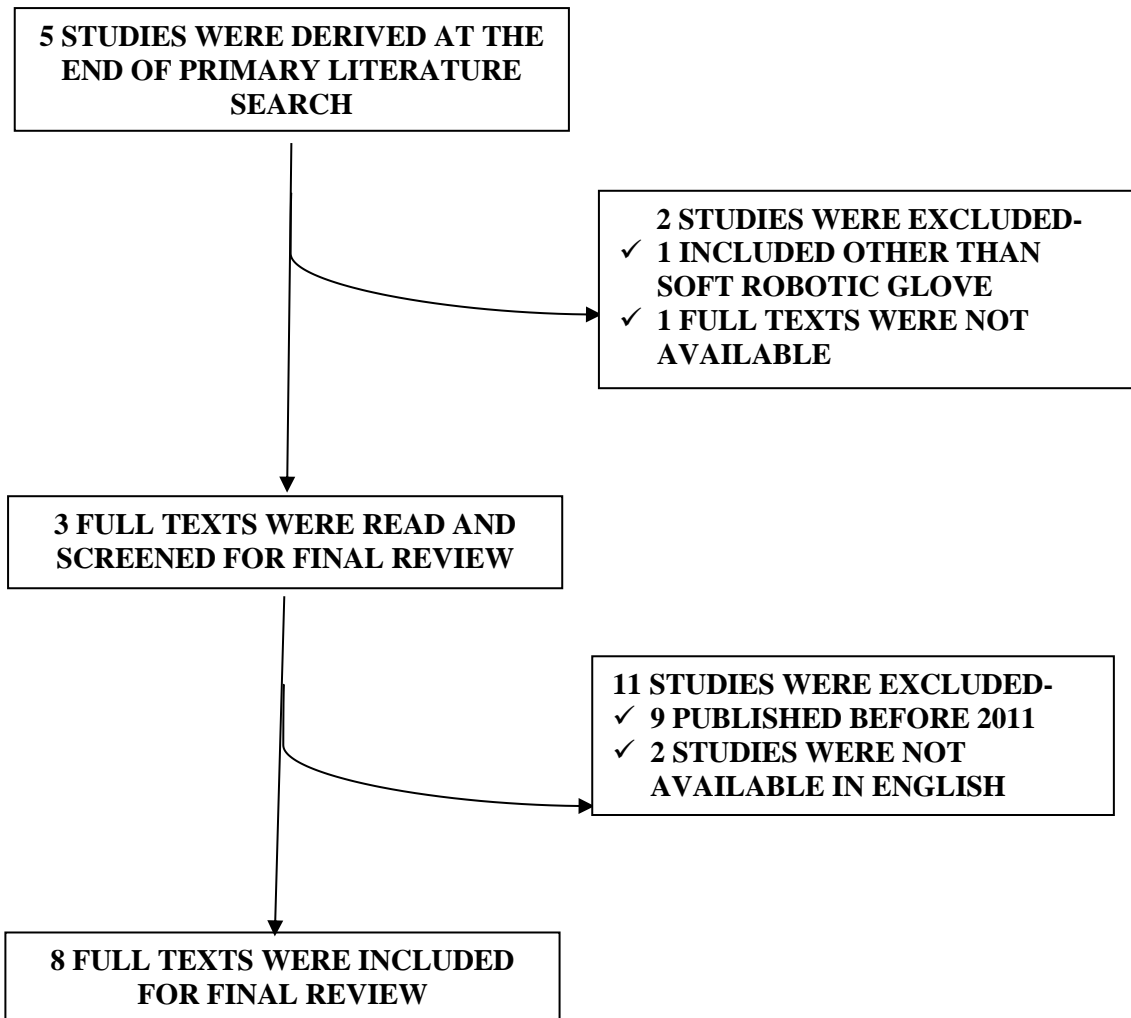 5 STUDIES WERE DERIVED AT THE
END OF PRIMARY LITERATURE
SEARCH
2 STUDIES WERE EXCLUDED-
✓ 1 INCLUDED OTHER THAN
SOFT ROBOTIC GLOVE
✓ 1 FULL TEXTS WERE NOT
AVAILABLE
3 FULL TEXTS WERE READ AND
SCREENED FOR FINAL REVIEW
11 STUDIES WERE EXCLUDED-
✓ 9 PUBLISHED BEFORE 2011
✓ 2 STUDIES WERE NOT
AVAILABLE IN ENGLISH
8 FULL TEXTS WERE INCLUDED
FOR FINAL REVIEW